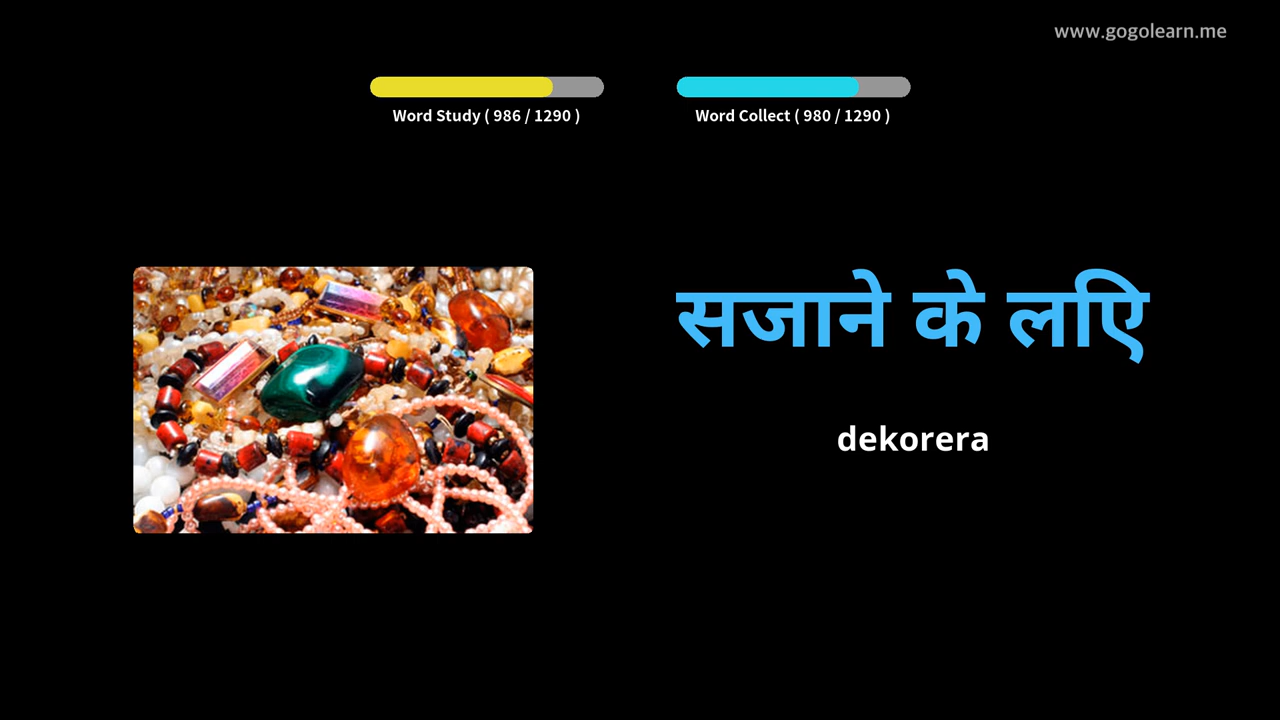 www.gogolearn.me
Word Study ( 986 / 1290 )
Word Collect ( 980 / 1290 )
सजाने के लिए
dekorera